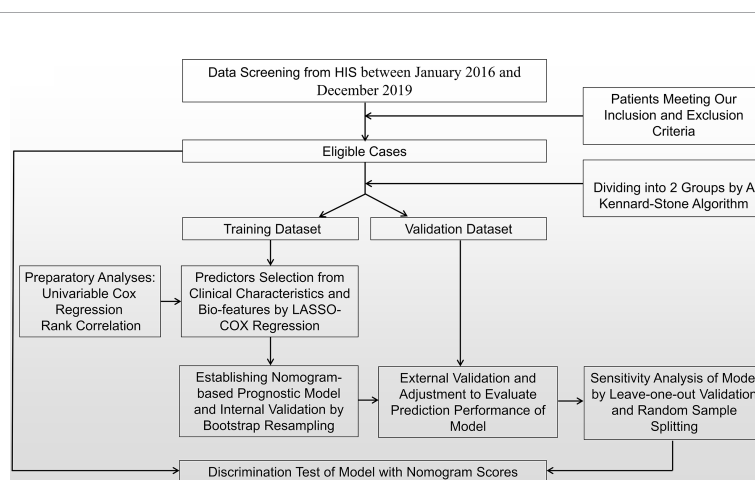 Data Screening from HIS between January 2016 and
December 2019
Patients Meeting Our
Inclusion and Exclusion
Criteria
Eligible Cases
Dividing into 2 Groups by A
Kennard-Stone Algorithm
Training Dataset
Validation Dataset
Preparatory Analyses:
Univariable Cox
Regression
Rank Correlation
Predictors Selection from
Clinical Characteristics and
Bio-features by LASSO-
COX Regression
Establishing Nomogram-
based Prognostic Model
and Internal Validation by
Bootstrap Resampling
External Validation and
Adjustment to Evaluate
Prediction Performance of
Model
Sensitivity Analysis of Mode
by Leave-one-out Validation
and Random Sample
Splitting
Discrimination Test of Model with Nomogram Scores